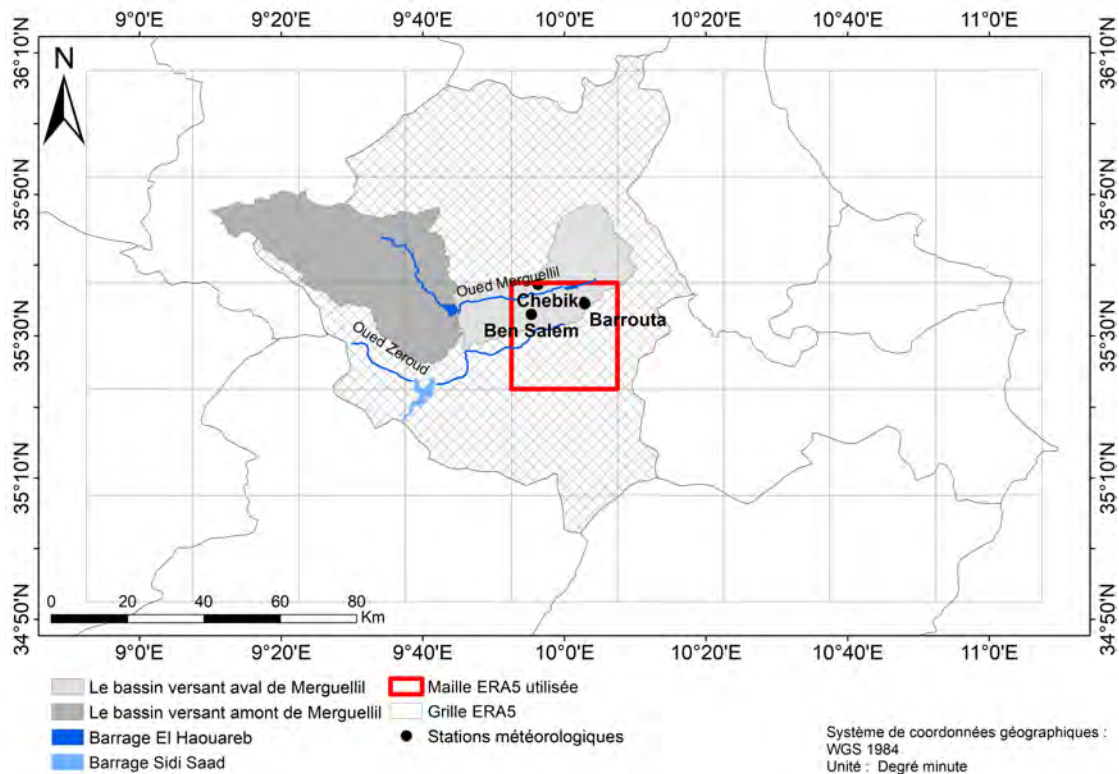 9°0'E 9°20'E 9°40'E 10°0'E 10°20'E 10°40'E 11°0'E
36°10'N 36°10'N
N
35°50'N 35°50'N
Oued Merguellil
Chebik
Barrouta
Ben Salem
35°30'N 35°30'N
Oued Zeroud
35°10'N 35°10'N
0 20 40 60 80
Km
34°50'N 34°50'N
9°0'E 9°20'E 9°40'E 10°0'E 10°20'E 10°40'E 11°0'E
Le bassin versant aval de Merguellil Maille ERA5 utilisée
Le bassin versant amont de Merguellil Grille ERA5
Barrage El Haouareb Stations météorologiques
Barrage Sidi Saad
Système de coordonnées géographiques :
WGS 1984
Unité : Degré minute